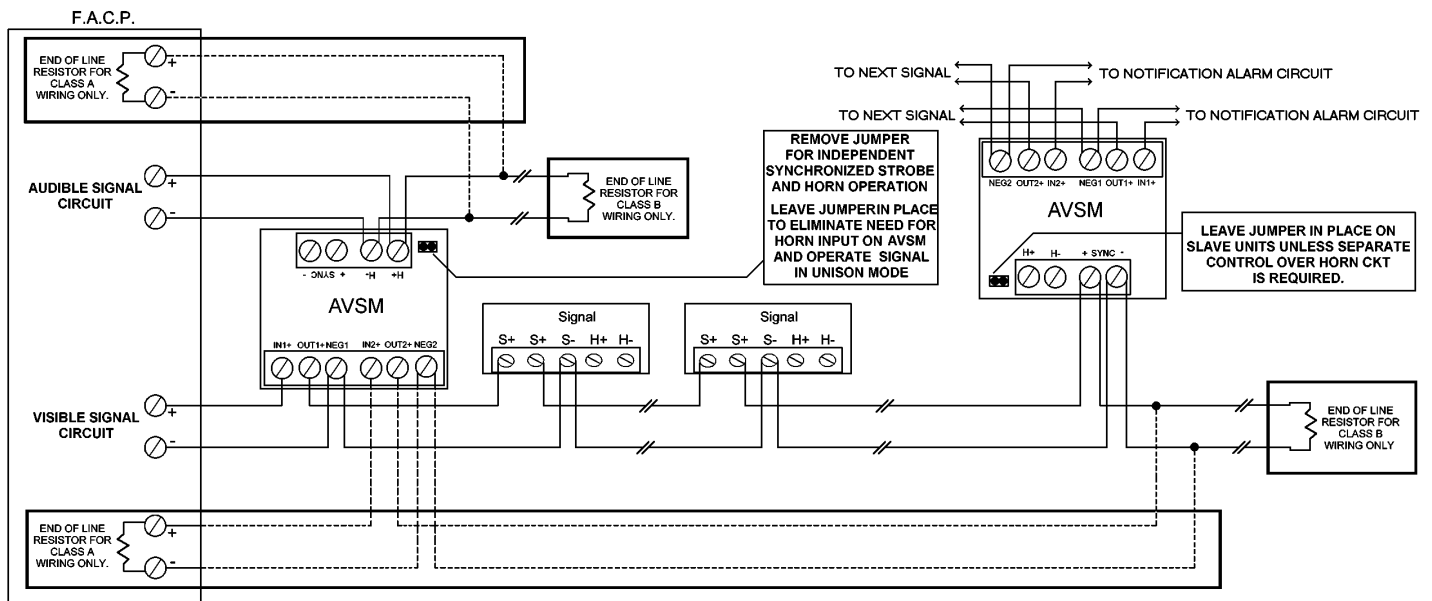 F.A.C.P.
END OF LINE
RESISTOR FOR
CLASS A
WIRING ONLY.
+
-
AUDIBLE SIGNAL
CIRCUIT
+
-
END OF LINE
RESISTOR FOR
CLASS B
WIRING ONLY.
REMOVE JUMPER
FOR INDEPENDENT
SYNCHRONIZED STROBE
AND HORN OPERATION
LEAVE JUMPERIN PLACE
TO ELIMINATE NEED FOR
HORN INPUT ON AVSM
AND OPERATE SIGNAL
IN UNISON MODE
TO NEXT SIGNAL
TO NOTIFICATION ALARM CIRCUIT
TO NEXT SIGNAL
TO NOTIFICATION ALARM CIRCUIT
NEG2 OUT2+ IN2+ NEG1 OUT1+ IN1+
AVSM
H+ H- + SYNC -
LEAVE JUMPER IN PLACE ON
SLAVE UNITS UNLESS SEPARATE
CONTROL OVER HORN CKT
IS REQUIRED.
- SYNC + H- H+
AVSM
IN1+ OUT1+ NEG1 IN2+ OUT2+ NEG2
Signal
S+ S+ S- H+ H-
Signal
S+ S+ S- H+ H-
VISIBLE SIGNAL
CIRCUIT
+
-
END OF LINE
RESISTOR FOR
CLASS B
WIRING ONLY
END OF LINE
RESISTOR FOR
CLASS A
WIRING ONLY.
+
-